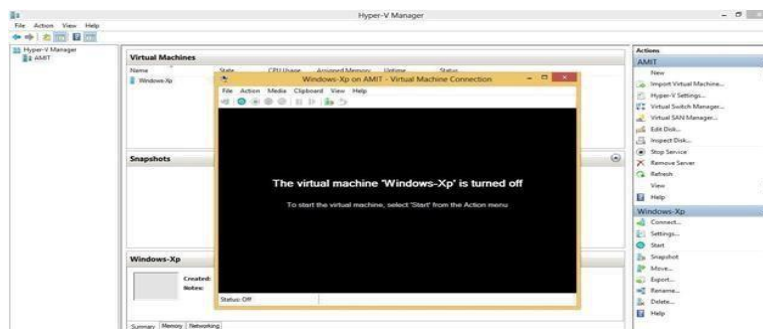 Hyper-V Manager
File Action View Help
Hyper-V Manager
AMIT
Virtual Machines
Name State CPU Usage Assigned Memory Uptime Status
Windows-Xp
Windows-Xp on AMIT - Virtual Machine Connection
File Action Media Clipboard View Help
The virtual machine 'Windows-Xp' is turned off
To start the virtual machine, select 'Start' from the Action menu
Status: Off
Snapshots
Windows-Xp
Created:
Notes:
Summary Memory Networking
Actions
AMIT
New
Import Virtual Machine...
Hyper-V Settings...
Virtual Switch Manager...
Virtual SAN Manager...
Edit Disk...
Inspect Disk...
Stop Service
Remove Server
Refresh
View
Help
Windows-Xp
Connect...
Settings...
Start
Snapshot
Move...
Export...
Rename...
Delete...
Help